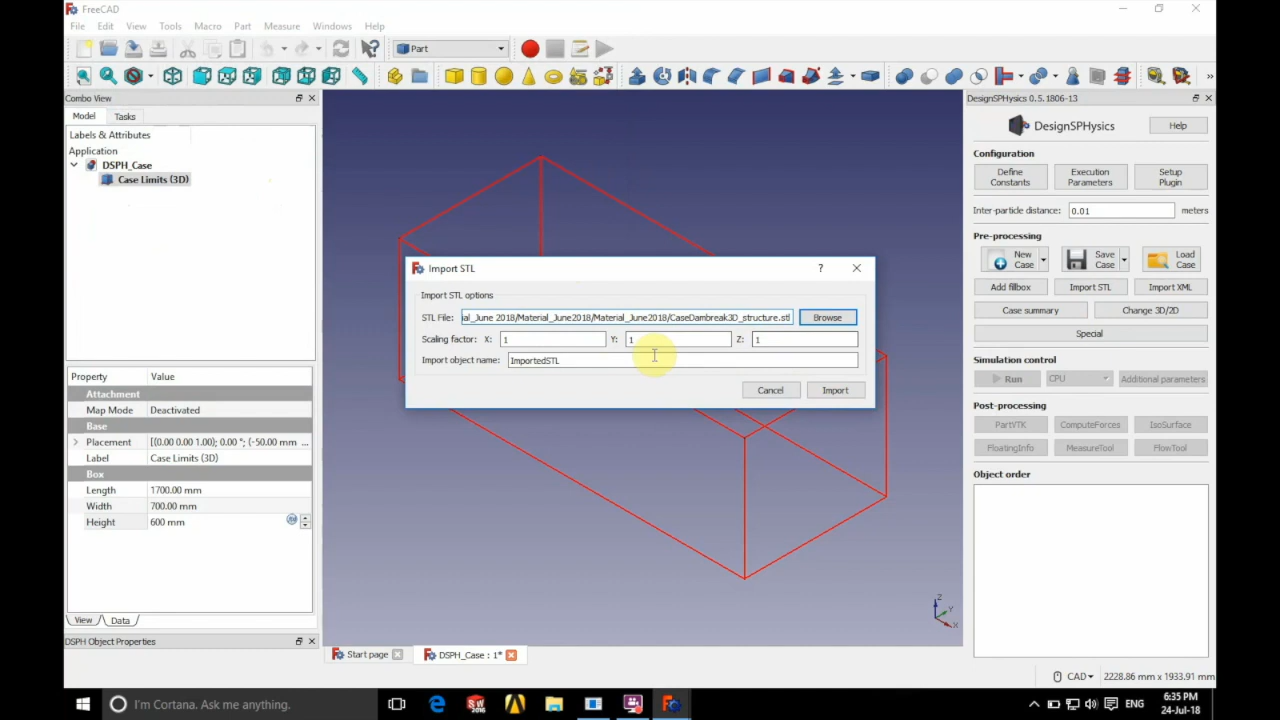 FreeCAD
File Edit View Tools Macro Part Measure Windows Help
Part
Combo View
Model Tasks
Labels & Attributes
Application
DSPH_Case
Case Limits (3D)
Property Value
Attachment
Map Mode Deactivated
Base
Placement [(0.00 0.00 1.00); 0.00 °; (-50.00 mm ...
Label Case Limits (3D)
Box
Length 1700.00 mm
Width 700.00 mm
Height 600 mm
View Data
DSPH Object Properties
Import STL
?
Import STL options
STL File: ial_June 2018/Material_June2018/Material_June2018/CaseDambreak3D_structure.stl Browse
Scaling factor: X: 1 Y: 1 Z: 1
Import object name: ImportedSTL
Cancel Import
Z
Y
X
Start page DSPH_Case : 1*
DesignSPHysics 0.5.1806-13
DesignSPHysics Help
Configuration
Define Constants
Execution Parameters
Setup Plugin
Inter-particle distance: 0.01 meters
Pre-processing
New Case
Save Case
Load Case
Add fillbox Import STL Import XML
Case summary Change 3D/2D
Special
Simulation control
Run CPU Additional parameters
Post-processing
PartVTK ComputeForces IsoSurface
FloatingInfo MeasureTool FlowTool
Object order
CAD 2228.86 mm x 1933.91 mm
I'm Cortana. Ask me anything.
SW
2016
ENG
6:35 PM
24-Jul-18